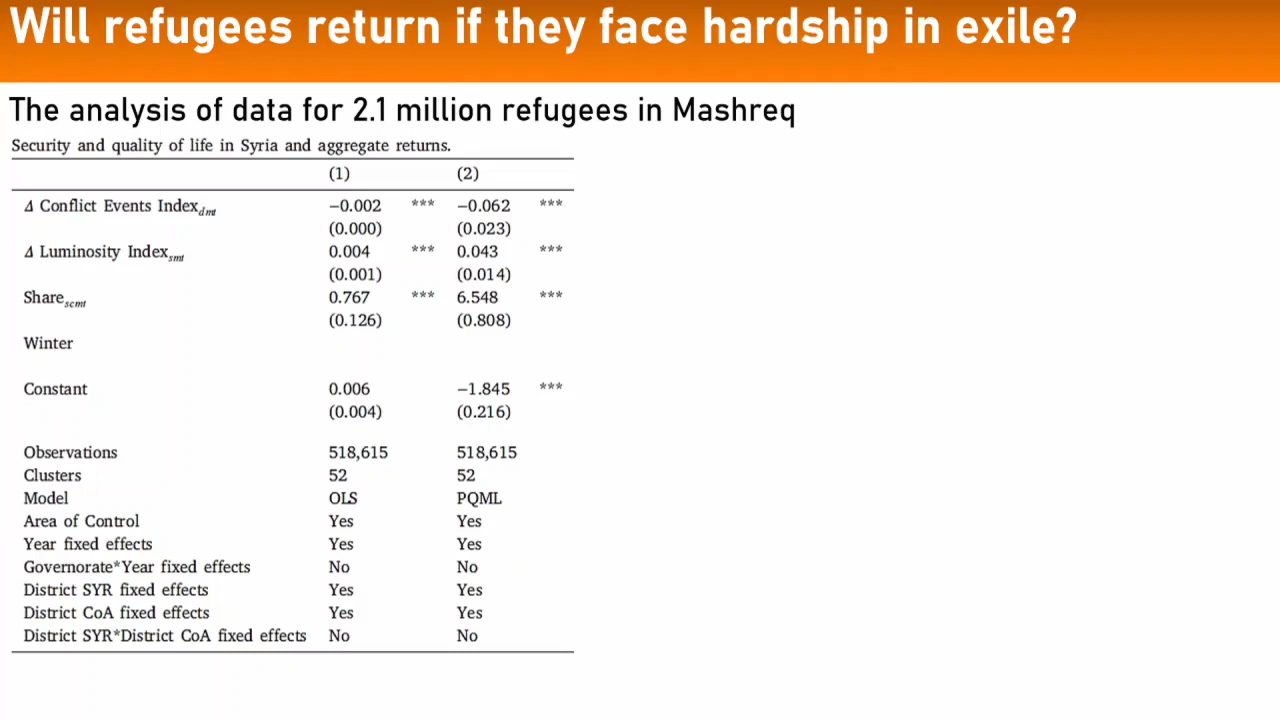 Will refugees return if they face hardship in exile?
The analysis of data for 2.1 million refugees in Mashreq
Security and quality of life in Syria and aggregate returns.
(1) (2)
Δ Conflict Events Index_dmt −0.002 *** −0.062 ***
(0.000) (0.023)
Δ Luminosity Index_smt 0.004 *** 0.043 ***
(0.001) (0.014)
Share_scmt 0.767 *** 6.548 ***
(0.126) (0.808)
Winter
Constant 0.006 −1.845 ***
(0.004) (0.216)
Observations 518,615 518,615
Clusters 52 52
Model OLS PQML
Area of Control Yes Yes
Year fixed effects Yes Yes
Governorate*Year fixed effects No No
District SYR fixed effects Yes Yes
District CoA fixed effects Yes Yes
District SYR*District CoA fixed effects No No